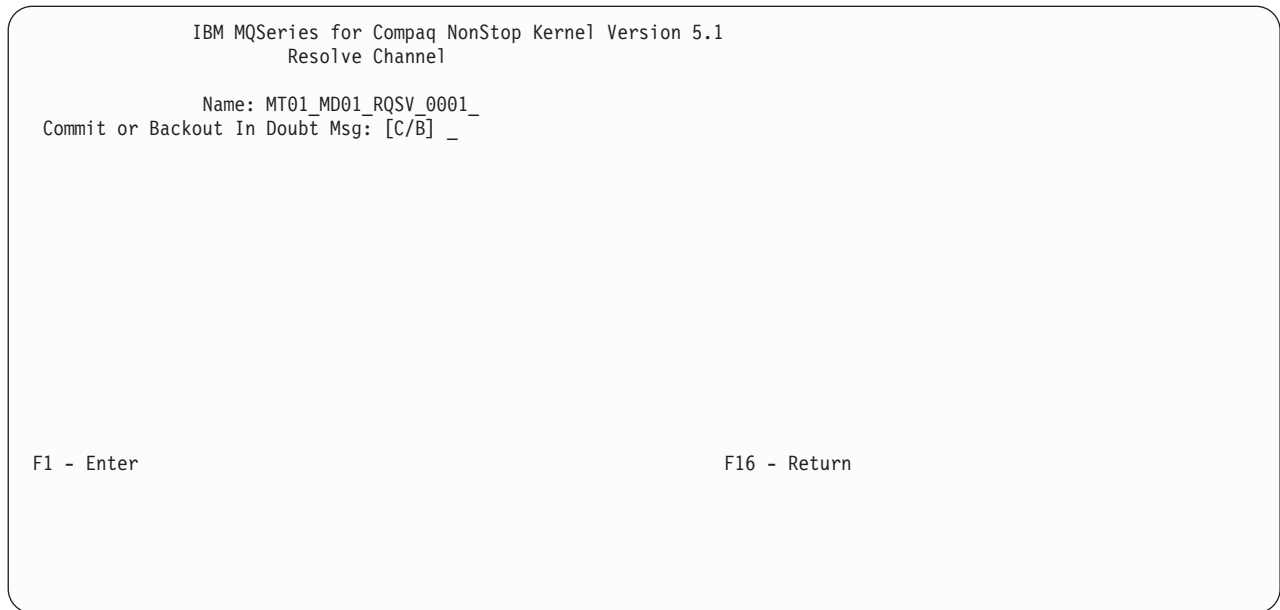 IBM MQSeries for Compaq NonStop Kernel Version 5.1
Resolve Channel
Name: MT01_MD01_RQSV_0001_
Commit or Backout In Doubt Msg: [C/B] _
F1 - Enter F16 - Return